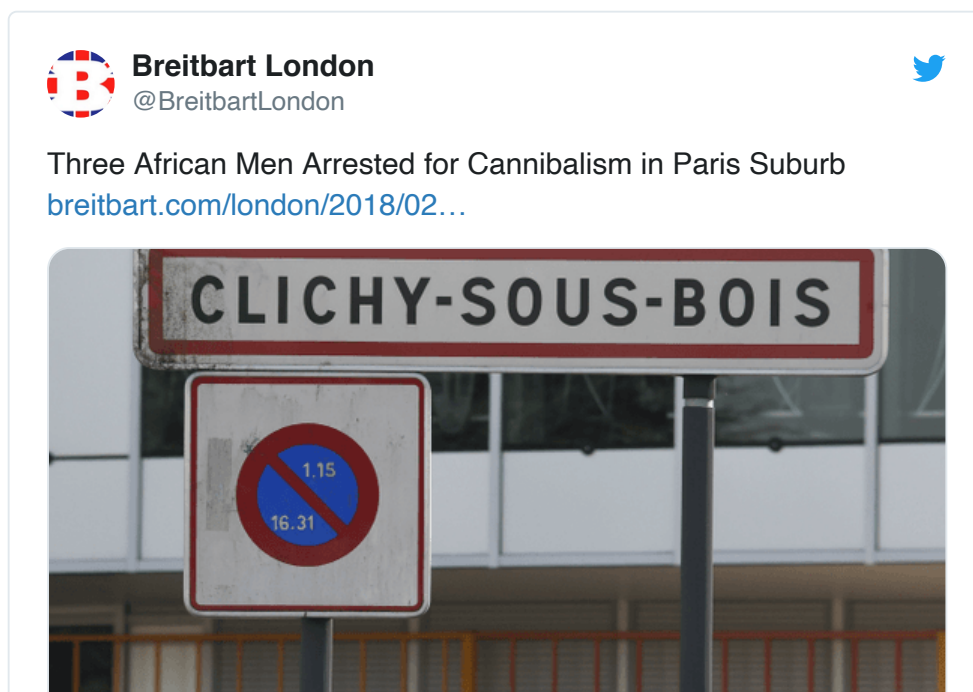 Breitbart London
@BreitbartLondon
Three African Men Arrested for Cannibalism in Paris Suburb
breitbart.com/london/2018/02…
CLICHY-SOUS-BOIS
1.15
16.31